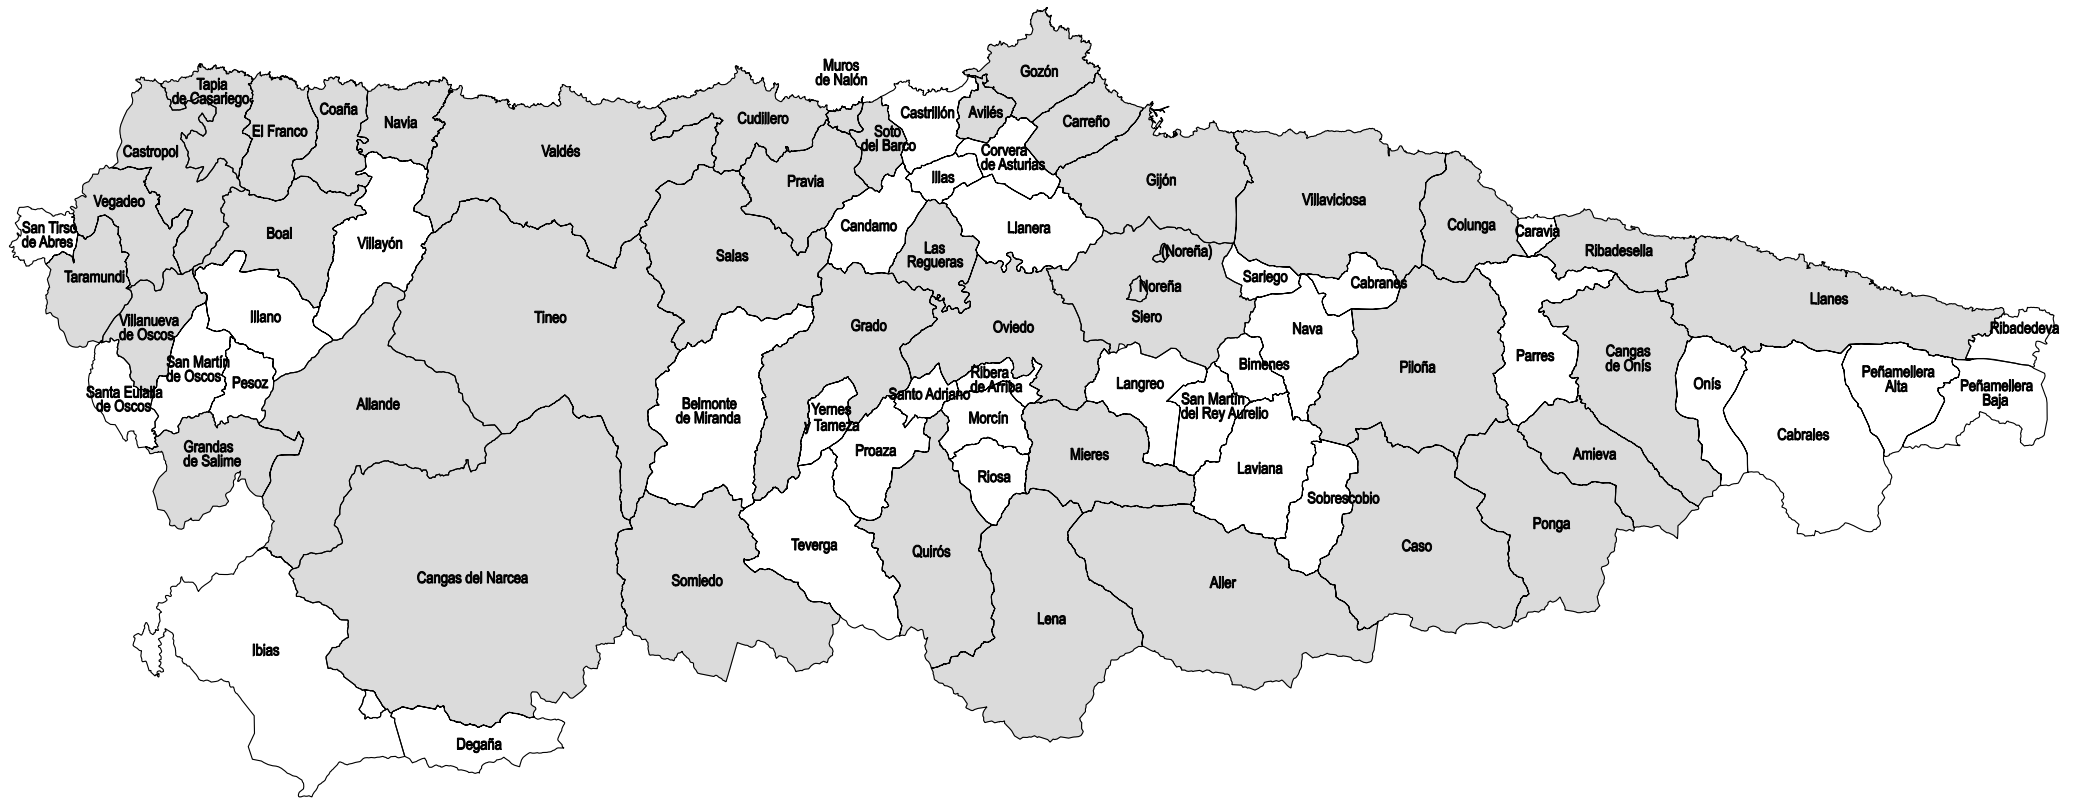 Gozón
Muros
de Nalón
Tapia
de Casariego
Coaña
Navia
El Franco
Castropol
Valdés
Cudillero
Castrillón
Avilés
Carreño
Soto
del Barco
Corvera
de Asturias
Pravia
Illas
Gijón
Villaviciosa
Vegadeo
San Tirso
de Abres
Boal
Villayón
Taramundi
Salas
Candamo
Llanera
Las
Regueras
(Noreña)
Noreña
Siero
Sariego
Cabranes
Colunga
Caravia
Ribadesella
Llanes
Ribadedeva
Villanueva
de Oscos
Illano
Tineo
Grado
Oviedo
Nava
San Martín
de Oscos
Pesoz
Santa Eulalia
de Oscos
Allande
Belmonte
de Miranda
Yernes
y Tameza
Santo Adriano
Ribera
de Arriba
Morcín
Langreo
Bimenes
San Martín
del Rey Aurelio
Piloña
Parres
Cangas
de Onís
Onís
Cabrales
Peñamellera
Alta
Peñamellera
Baja
Grandas
de Salime
Proaza
Riosa
Mieres
Laviana
Sobrescobio
Amieva
Ponga
Caso
Teverga
Quirós
Aller
Lena
Cangas del Narcea
Somiedo
Ibias
Degaña